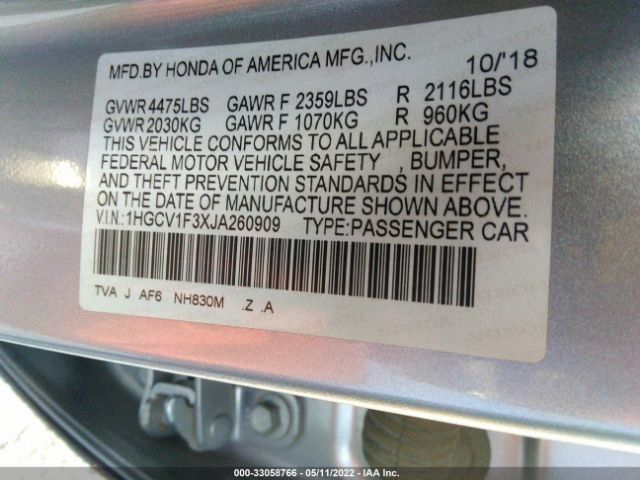 MFD.BY HONDA OF AMERICA MFG.,INC. 10/'18
GVWR 4475LBS GAWR F 2359LBS R 2116LBS
GVWR 2030KG GAWR F 1070KG R 960KG
THIS VEHICLE CONFORMS TO ALL APPLICABLE
FEDERAL MOTOR VEHICLE SAFETY , BUMPER,
AND THEFT PREVENTION STANDARDS IN EFFECT
ON THE DATE OF MANUFACTURE SHOWN ABOVE.
V.I.N.:1HGCV1F3XJA260909 TYPE:PASSENGER CAR
TVA J AF6 NH830M .Z .A
000-33058766 - 05/11/2022 - IAA Inc.